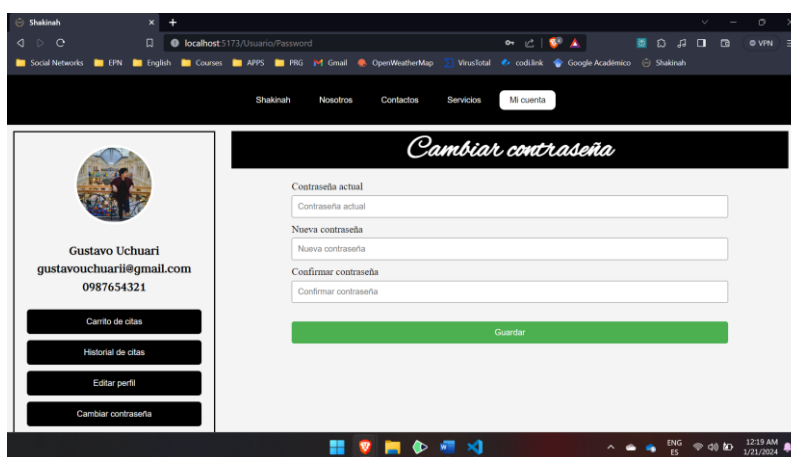 Shakinah
localhost:5173/Usuario/Password
VPN
Social Networks EPN English Courses APPS PRG Gmail OpenWeatherMap VirusTotal codi.link Google Académico Shakinah
Shakinah Nosotros Contactos Servicios Mi cuenta
Cambiar contraseña
Gustavo Uchuari
gustavouchuarii@gmail.com
0987654321
Carrito de citas
Historial de citas
Editar perfil
Cambiar contraseña
Contraseña actual
Contraseña actual
Nueva contraseña
Nueva contraseña
Confirmar contraseña
Confirmar contraseña
Guardar
ENG
ES
12:19 AM
1/21/2024